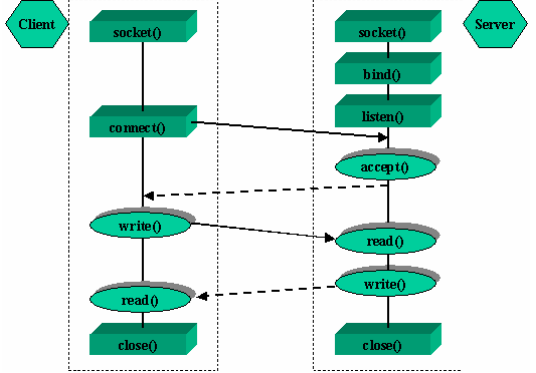 Client
socket()
connect()
write()
read()
close()
Server
socket()
bind()
listen()
accept()
read()
write()
close()